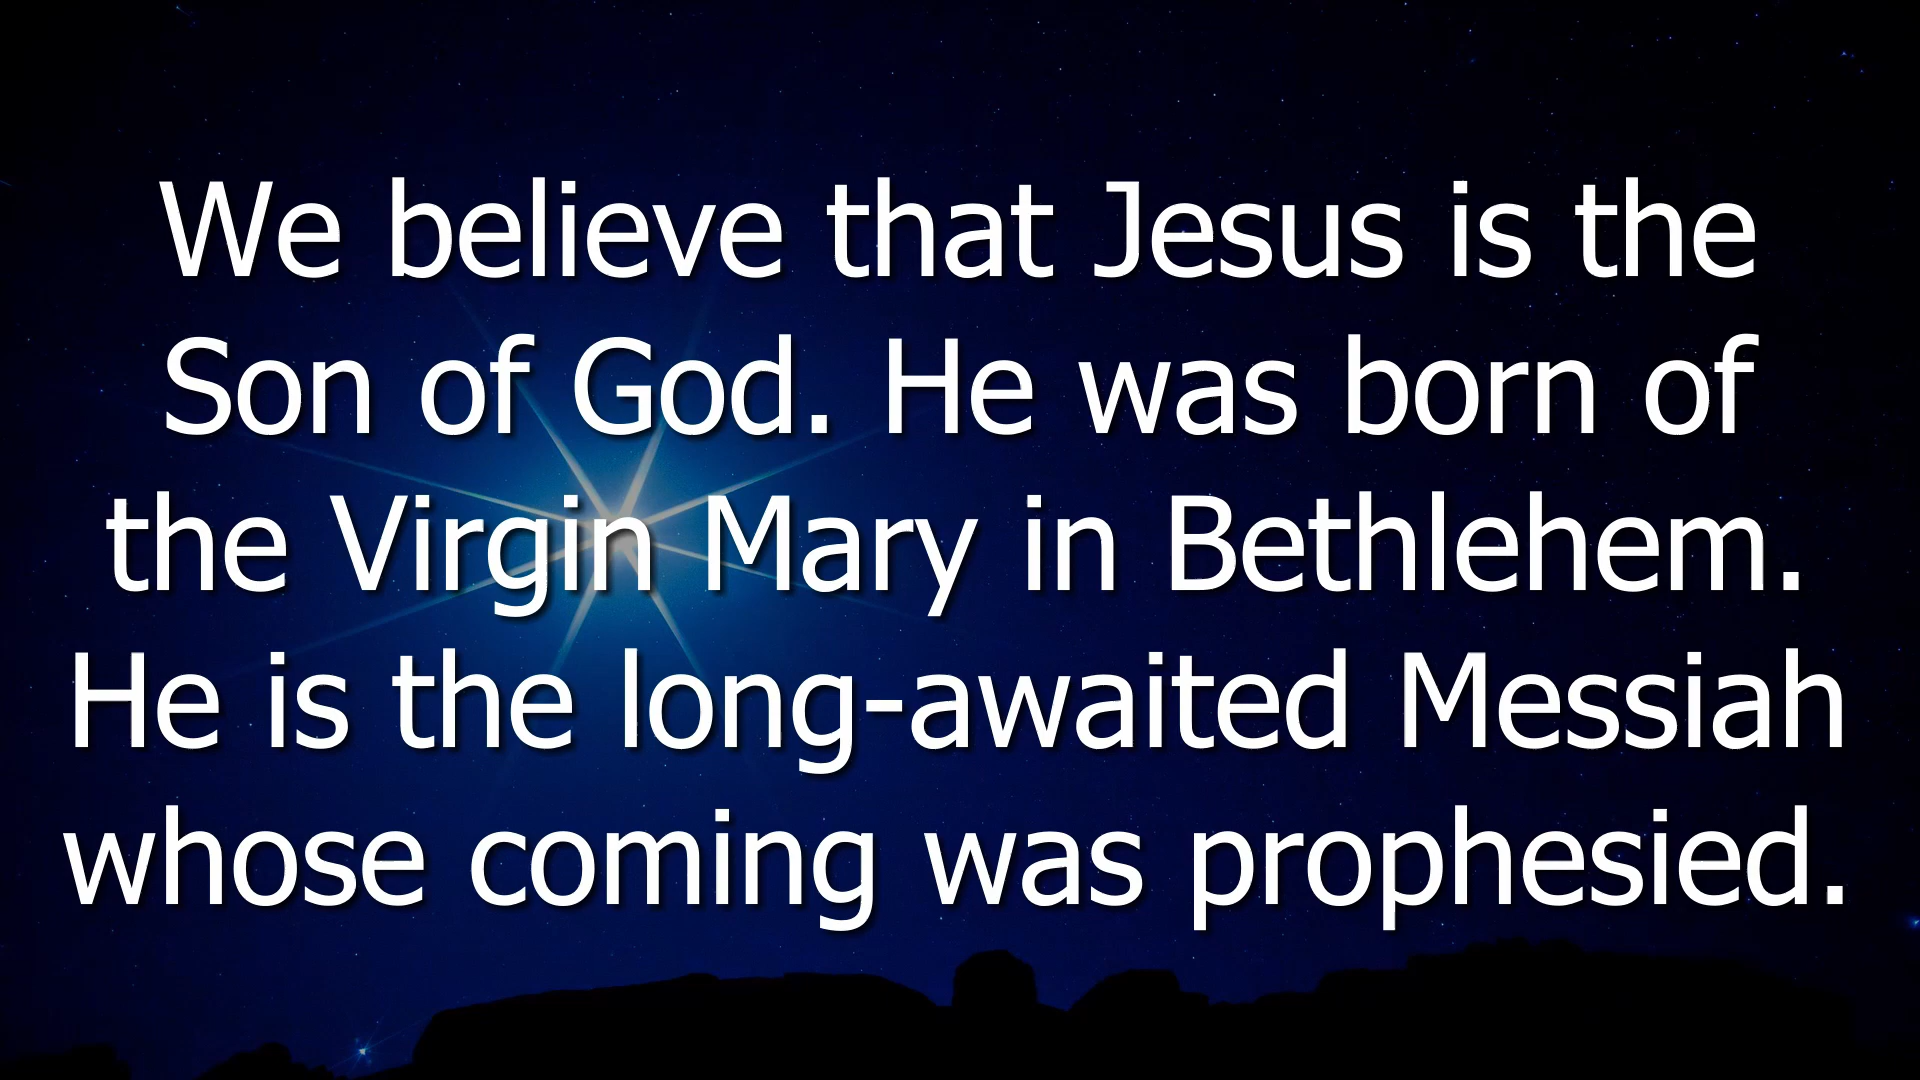 We believe that Jesus is the
Son of God. He was born of
the Virgin Mary in Bethlehem.
He is the long-awaited Messiah
whose coming was prophesied.